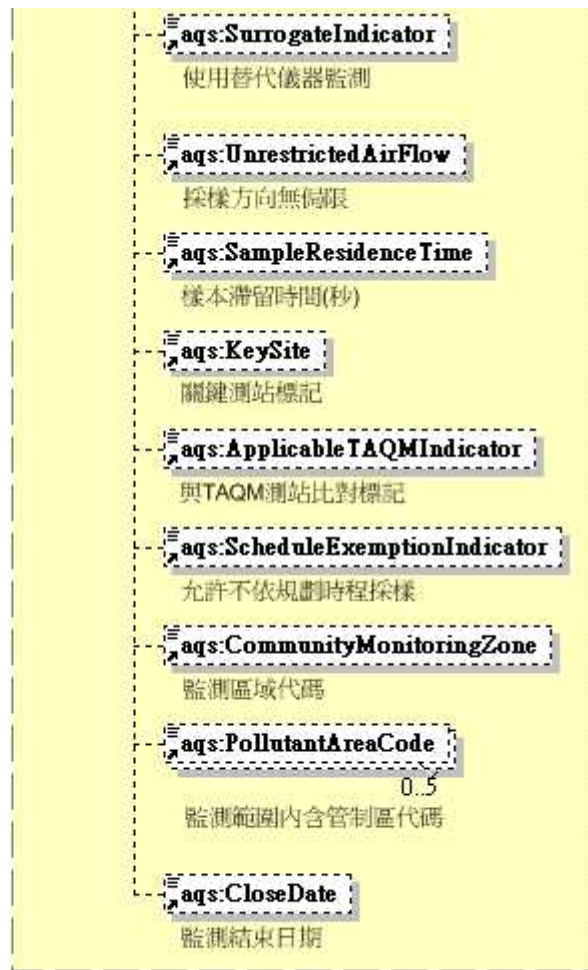 aqs:SurrogateIndicator
使用替代儀器監測
aqs:UnrestrictedAirFlow
採樣方向無侷限
aqs:SampleResidenceTime
樣本滯留時間(秒)
aqs:KeySite
關鍵測站標記
aqs:ApplicableTAQMIndicator
與TAQM測站比對標記
aqs:ScheduleExemptionIndicator
允許不依規劃時程採樣
aqs:CommunityMonitoringZone
監測區域代碼
aqs:PollutantAreaCode
0..5
監測範圍內含管制區代碼
aqs:CloseDate
監測結束日期